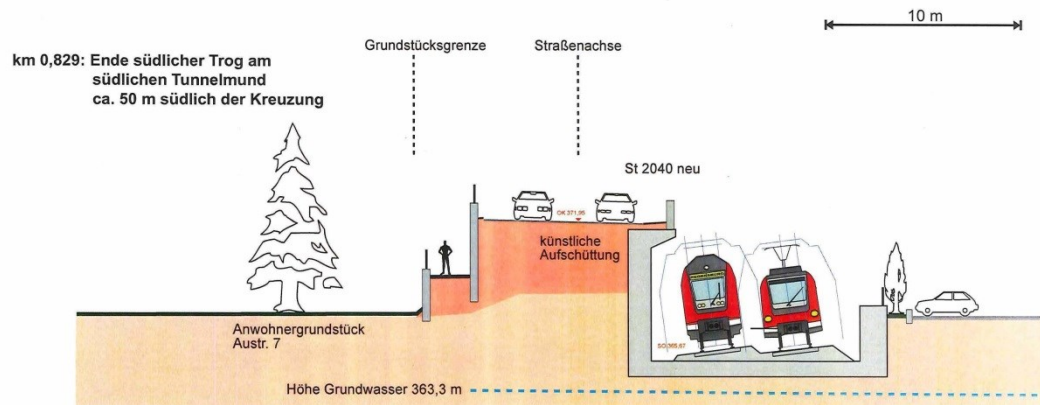 10 m
Grundstücksgrenze
Straßenachse
km 0,829: Ende südlicher Trog am
südlichen Tunnelmund
ca. 50 m südlich der Kreuzung
St 2040 neu
OK 371,95
künstliche
Aufschüttung
SO 365,67
Anwohnergrundstück
Austr. 7
Höhe Grundwasser 363,3 m